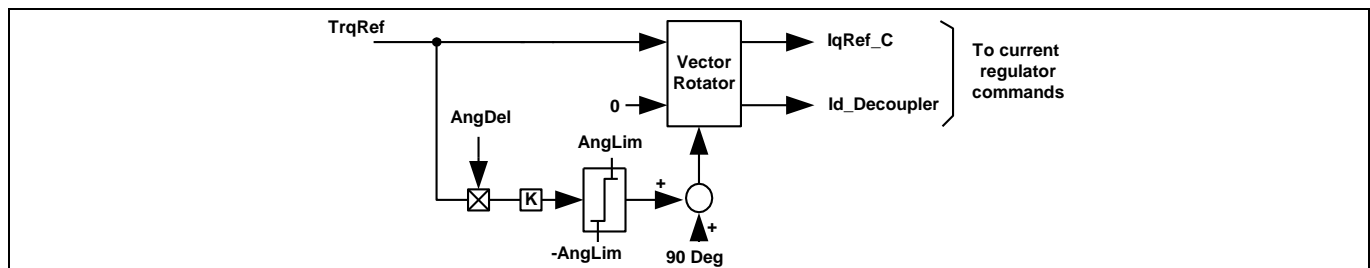 TrqRef
IqRef_C
Vector
Rotator
To current
regulator
commands
0
Id_Decoupler
AngDel
AngLim
K
+
+
-AngLim
90 Deg